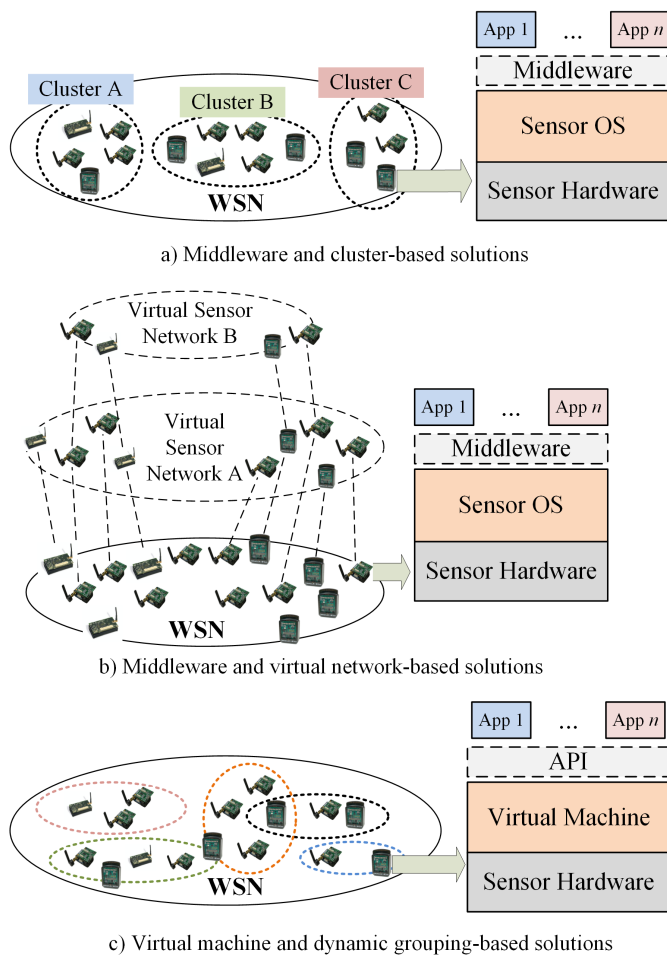 App 1 ... App n
Middleware
Cluster A
Cluster B
Cluster C
Sensor OS
Sensor Hardware
WSN
a) Middleware and cluster-based solutions
Virtual Sensor
Network B
Virtual
Sensor
Network A
App 1 ... App n
Middleware
Sensor OS
Sensor Hardware
WSN
b) Middleware and virtual network-based solutions
App 1 ... App n
API
Virtual Machine
Sensor Hardware
WSN
c) Virtual machine and dynamic grouping-based solutions